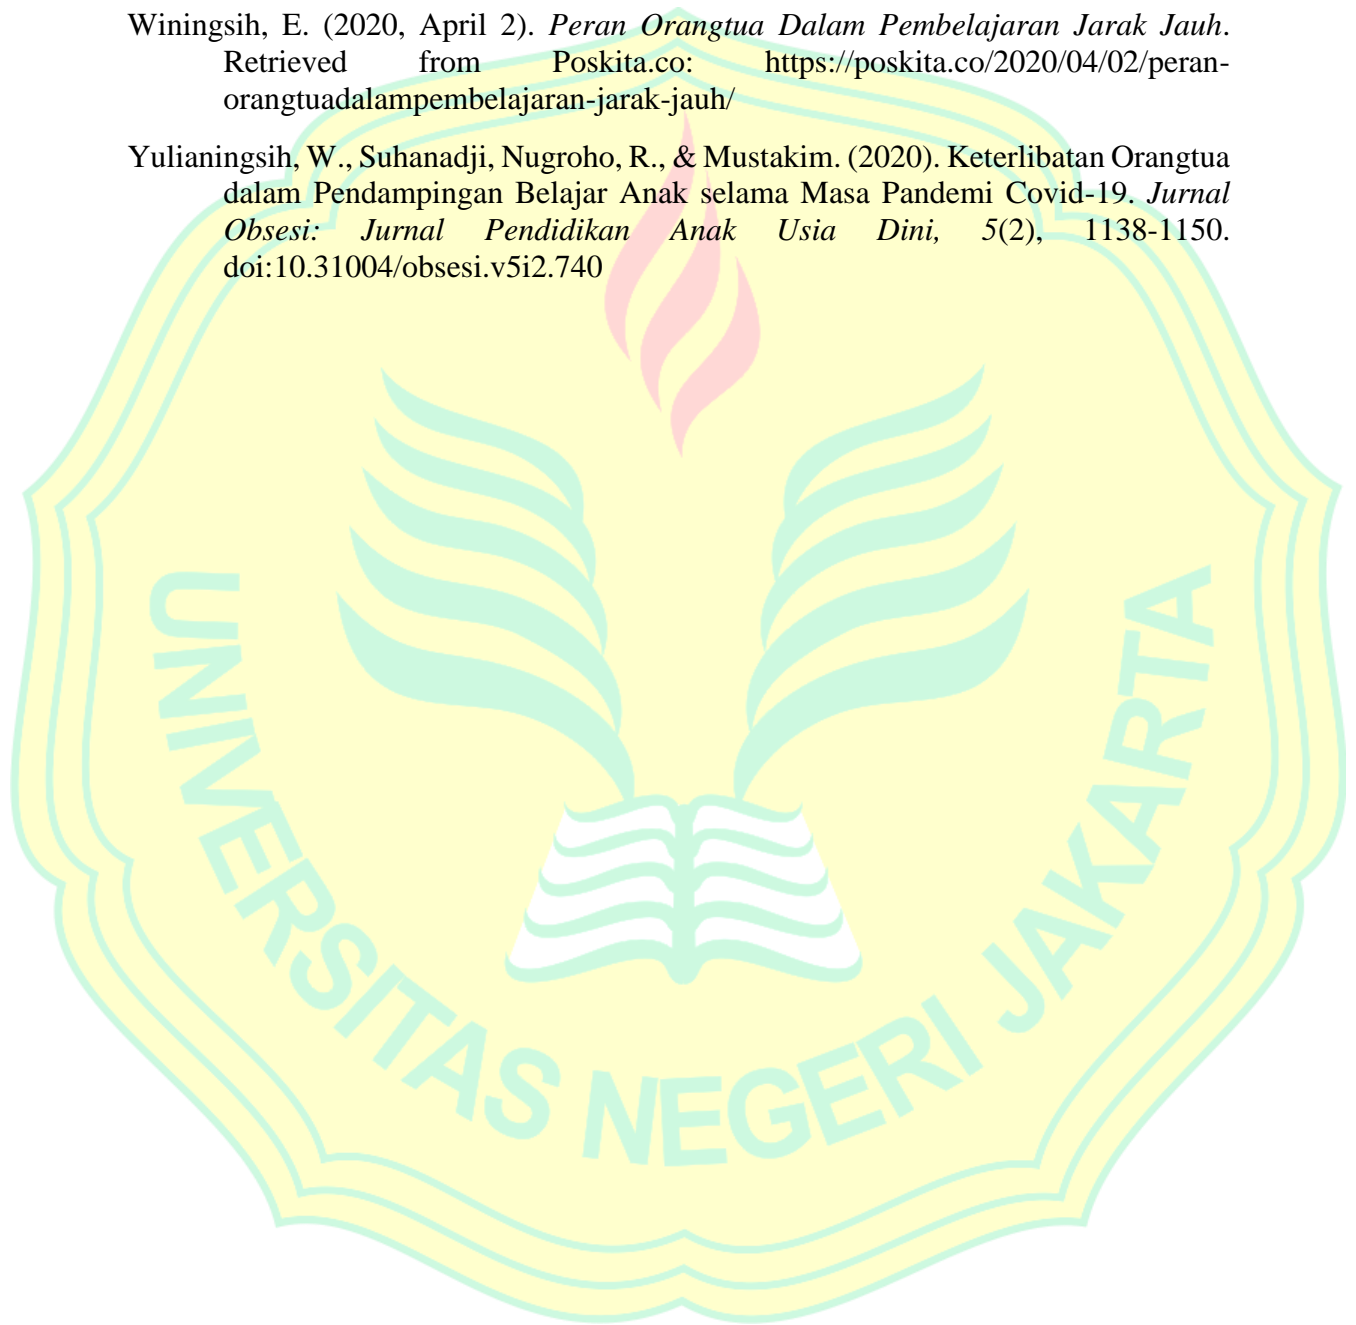 Winingsih, E. (2020, April 2). Peran Orangtua Dalam Pembelajaran Jarak Jauh.
Retrieved from Poskita.co: https://poskita.co/2020/04/02/peran-
orangtuadalampembelajaran-jarak-jauh/
Yulianingsih, W., Suhanadji, Nugroho, R., & Mustakim. (2020). Keterlibatan Orangtua
dalam Pendampingan Belajar Anak selama Masa Pandemi Covid-19. Jurnal
Obsesi: Jurnal Pendidikan Anak Usia Dini, 5(2), 1138-1150.
doi:10.31004/obsesi.v5i2.740
UNIVERSITAS NEGERI JAKARTA